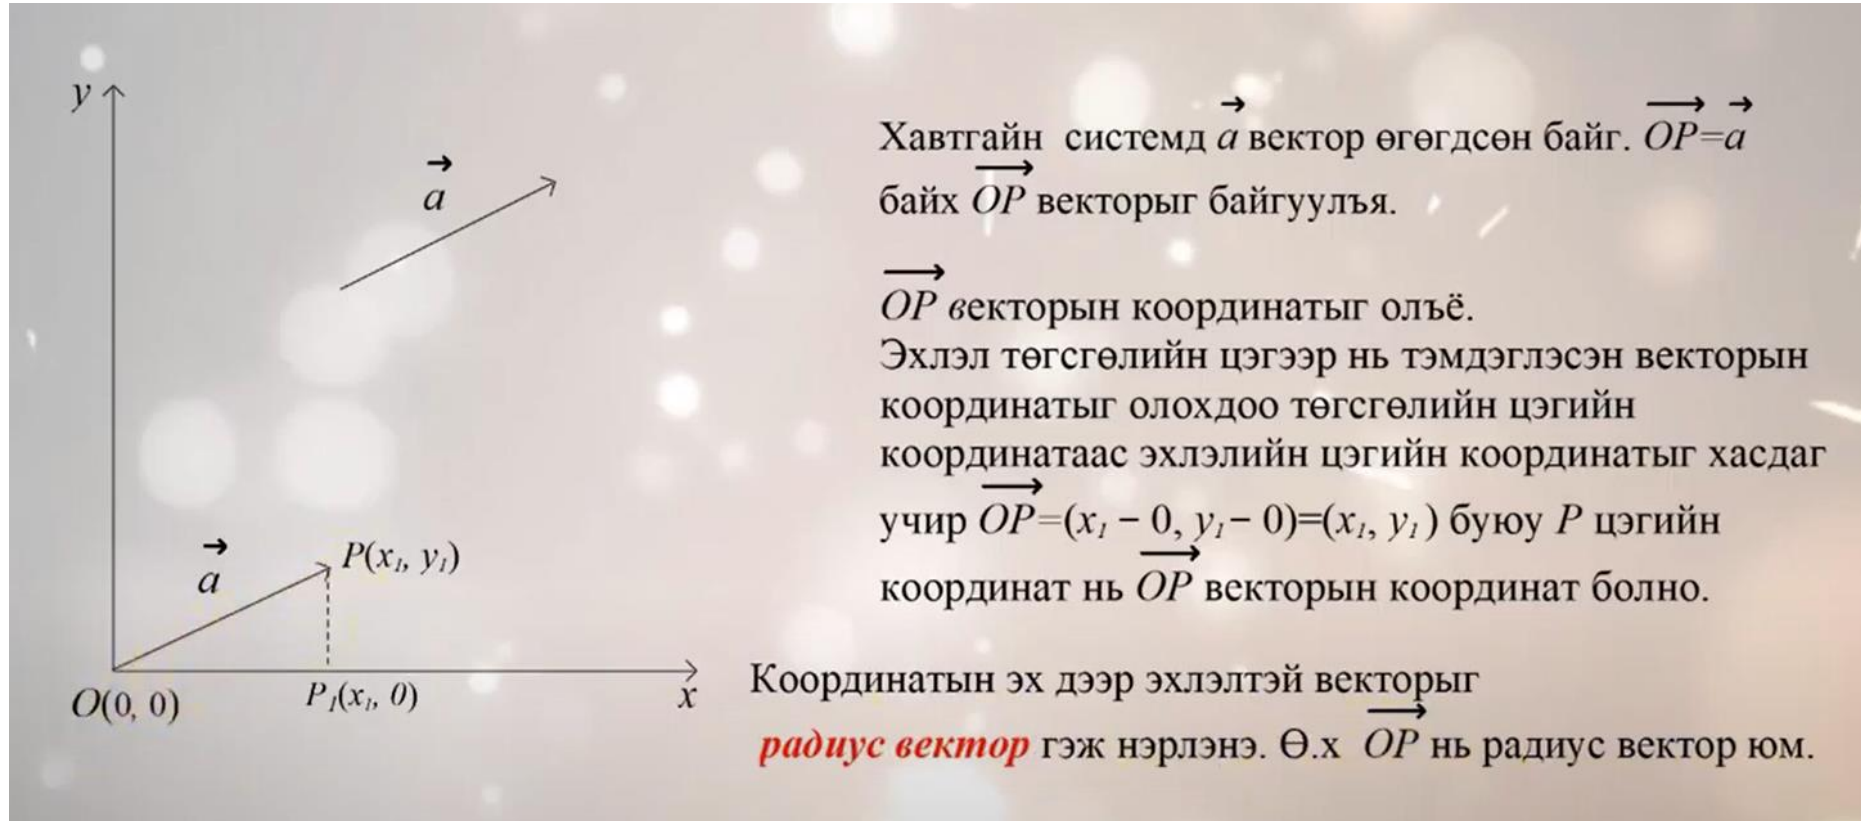 y
a
a
P(x₁, y₁)
O(0, 0)
P₁(x₁, 0)
x
Хавтгайн системд a вектор өгөгдсөн байг. OP=a
байх OP векторыг байгуулъя.
OP векторын координатыг олъё.
Эхлэл төгсгөлийн цэгээр нь тэмдэглэсэн векторын
координатыг олохдоо төгсгөлийн цэгийн
координатаас эхлэлийн цэгийн координатыг хасдаг
учир OP=(x₁ − 0, y₁− 0)=(x₁, y₁) буюу P цэгийн
координат нь OP векторын координат болно.
Координатын эх дээр эхлэлтэй векторыг
радиус вектор гэж нэрлэнэ. Ө.х OP нь радиус вектор юм.